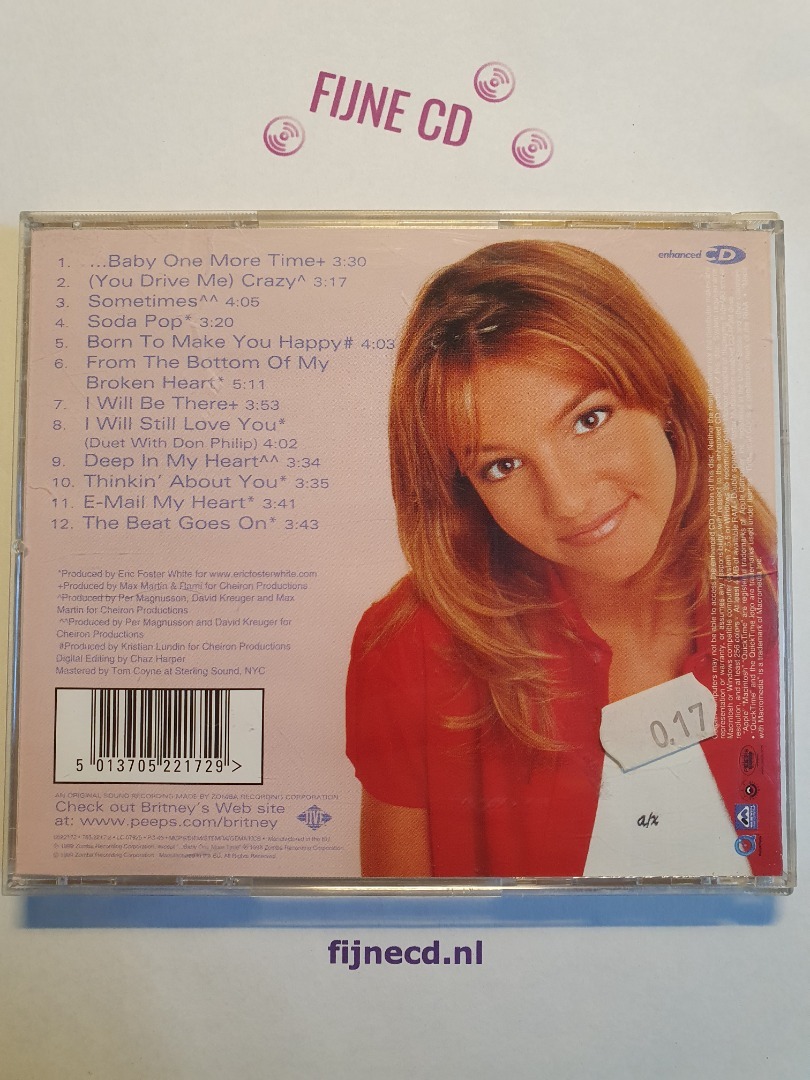 FIJNE CD
enhanced CD
1. ...Baby One More Time+ 3:30
2. (You Drive Me) Crazy^ 3:17
3. Sometimes^^ 4:05
4. Soda Pop* 3:20
5. Born To Make You Happy# 4:03
6. From The Bottom Of My
Broken Heart* 5:11
7. I Will Be There+ 3:53
8. I Will Still Love You*
(Duet With Don Philip) 4:02
9. Deep In My Heart^^ 3:34
10. Thinkin' About You* 3:35
11. E-Mail My Heart* 3:41
12. The Beat Goes On* 3:43
*Produced by Eric Foster White for www.ericfosterwhite.com
+Produced by Max Martin & Rami for Cheiron Productions
^Produced by Per Magnusson, David Kreuger and Max
Martin for Cheiron Productions
^^Produced by Per Magnusson and David Kreuger for
Cheiron Productions
#Produced by Kristian Lundin for Cheiron Productions
Digital Editing by Chaz Harper
Mastered by Tom Coyne at Sterling Sound, NYC
5 013705 221729 >
AN ORIGINAL SOUND RECORDING MADE BY ZOMBA RECORDING CORPORATION
Check out Britney's Web site
at: www.peeps.com/britney
JIVE
0.17
a/x
with Macromedia" is a trademark of Macromedia, Inc.
fijnecd.nl